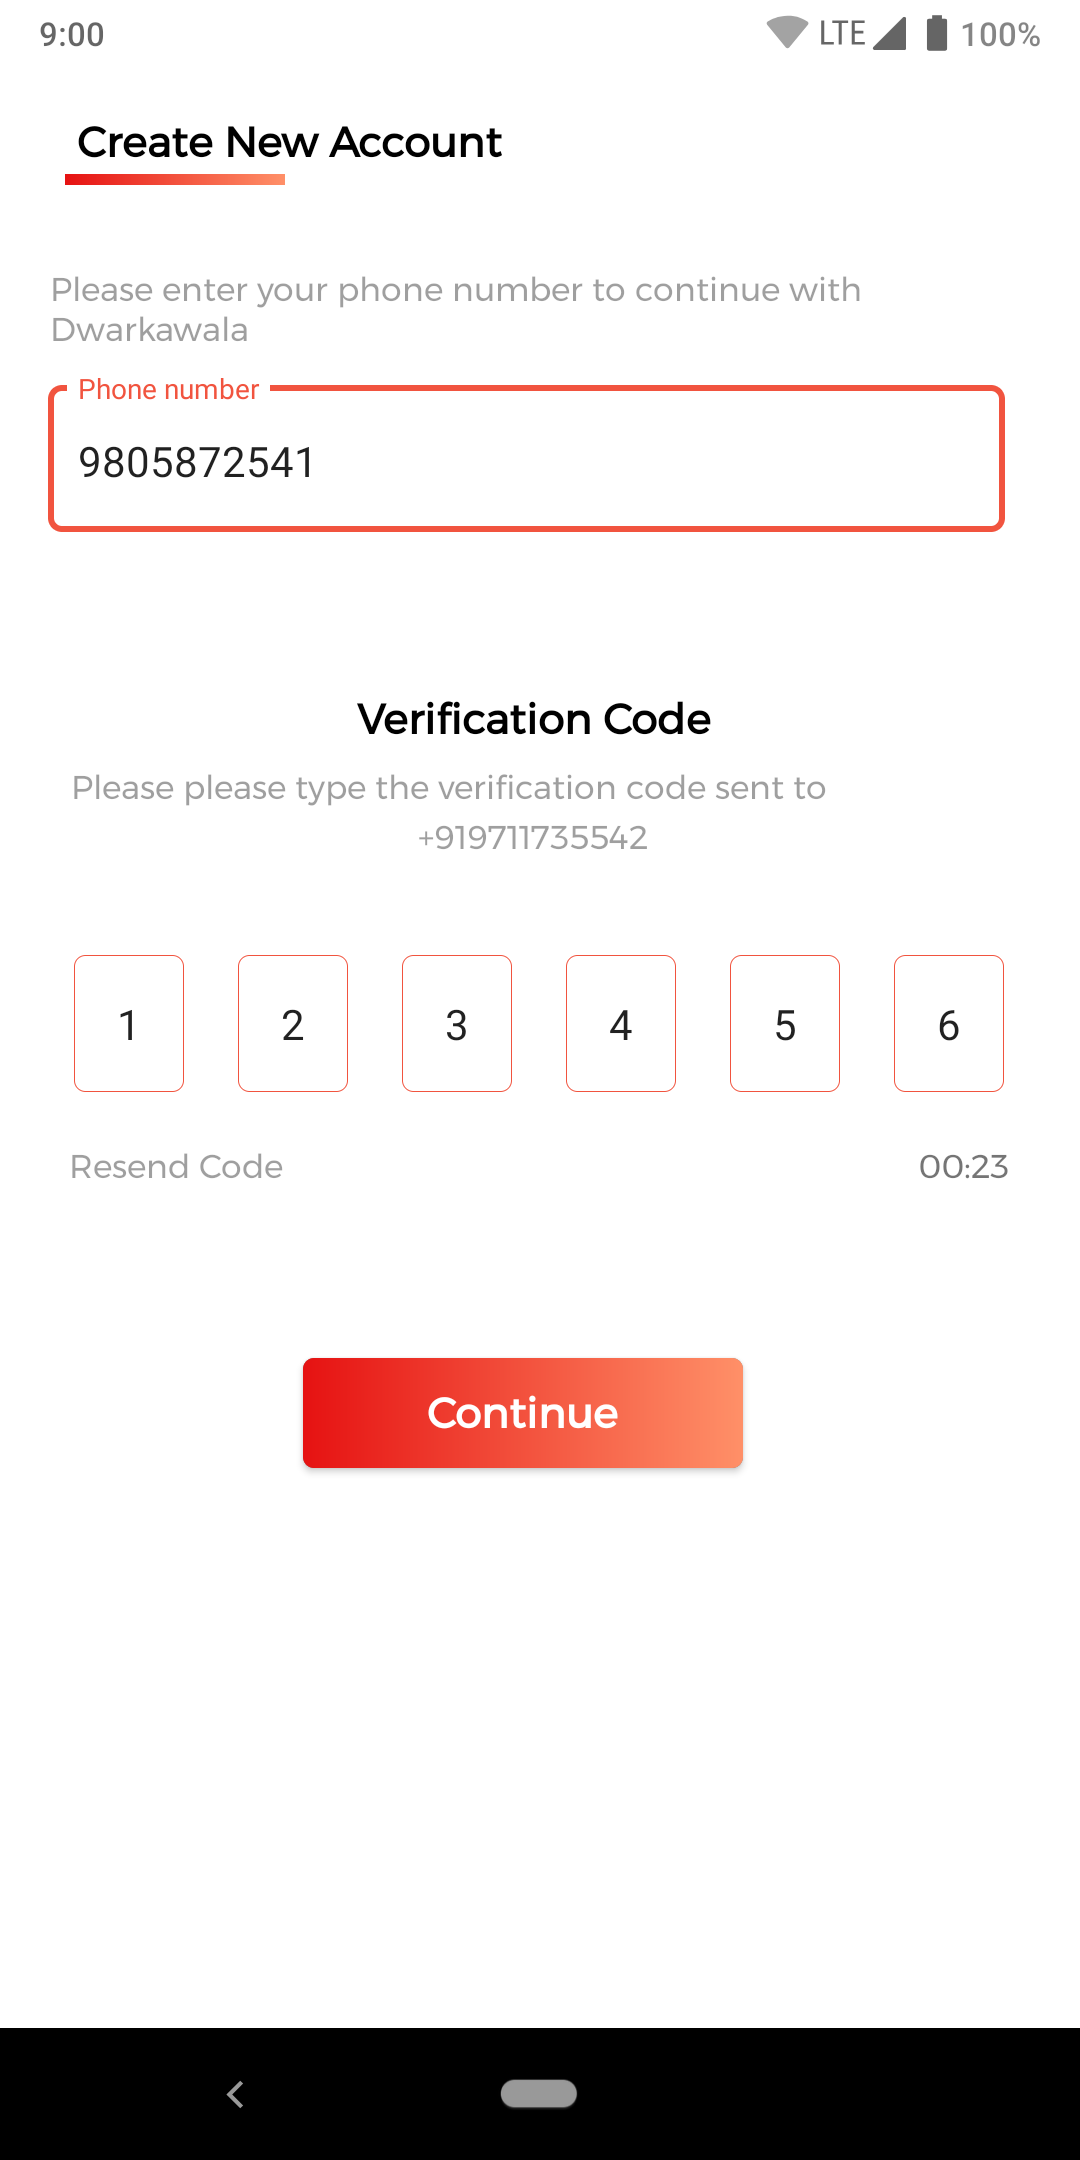 9:00 LTE 100%
Create New Account
Please enter your phone number to continue with
Dwarkawala
Phone number
9805872541
Verification Code
Please please type the verification code sent to
+919711735542
1 2 3 4 5 6
Resend Code 00:23
Continue